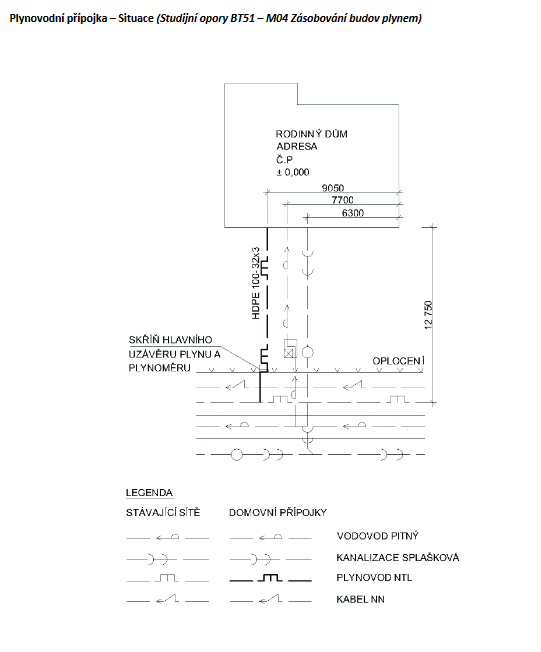 Plynovodní přípojka – Situace (Studijní opory BT51 – M04 Zásobování budov plynem)
RODINNÝ DŮM
ADRESA
Č.P.
± 0,000
9050
7700
6300
HDPE 100-32x3
12 750
SKŘÍŇ HLAVNÍHO
UZÁVĚRU PLYNU A
PLYNOMĚRU
OPLOCENÍ
LEGENDA
STÁVAJÍCÍ SÍTĚ DOMOVNÍ PŘÍPOJKY
VODOVOD PITNÝ
KANALIZACE SPLAŠKOVÁ
PLYNOVOD NTL
KABEL NN